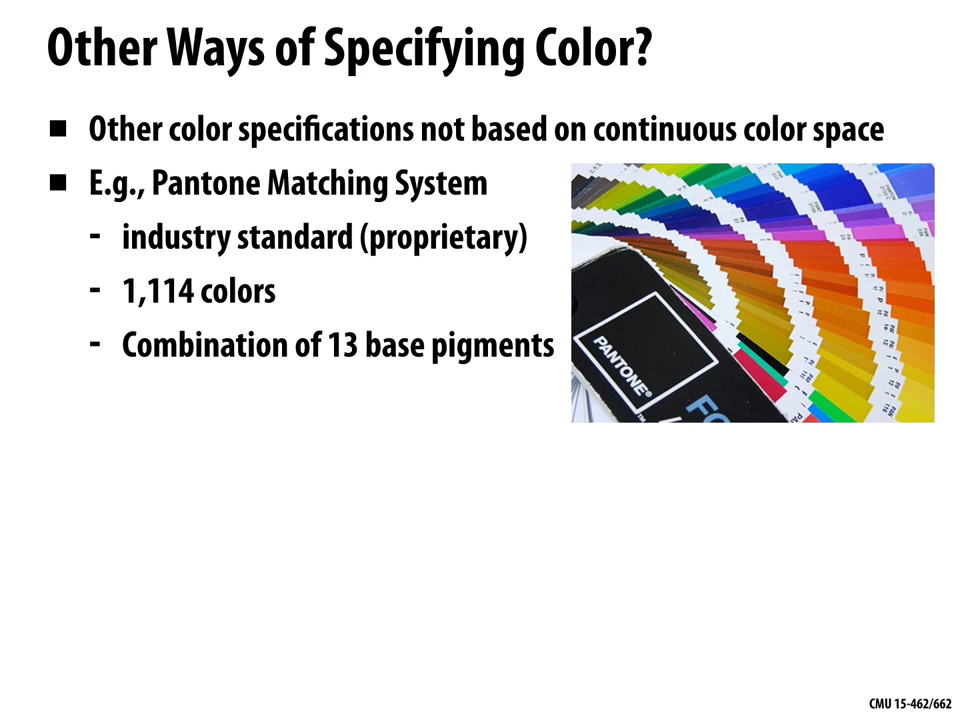 Other Ways of Specifying Color?
■ Other color specifications not based on continuous color space
■ E.g., Pantone Matching System
- industry standard (proprietary)
- 1,114 colors
- Combination of 13 base pigments
PANTONE®
™
CMU 15-462/662